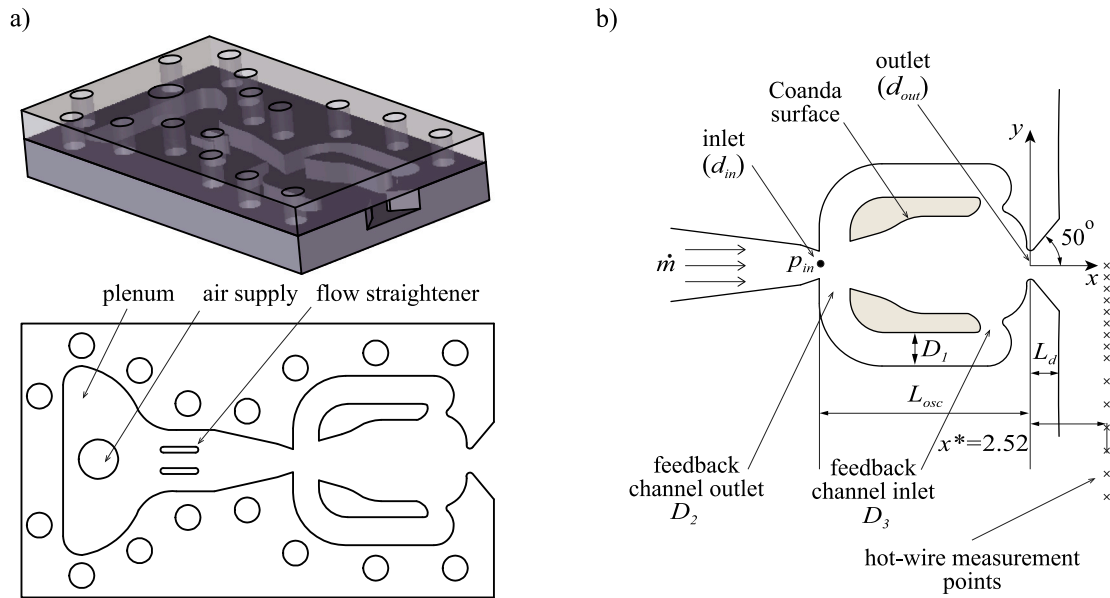 a)
plenum
air supply
flow straightener
b)
outlet
(d_out)
Coanda
surface
inlet
(d_in)
y
50°
ṁ
p_in
x
D_1
L_d
L_osc
x*=2.52
feedback
channel outlet
D_2
feedback
channel inlet
D_3
hot-wire measurement
points